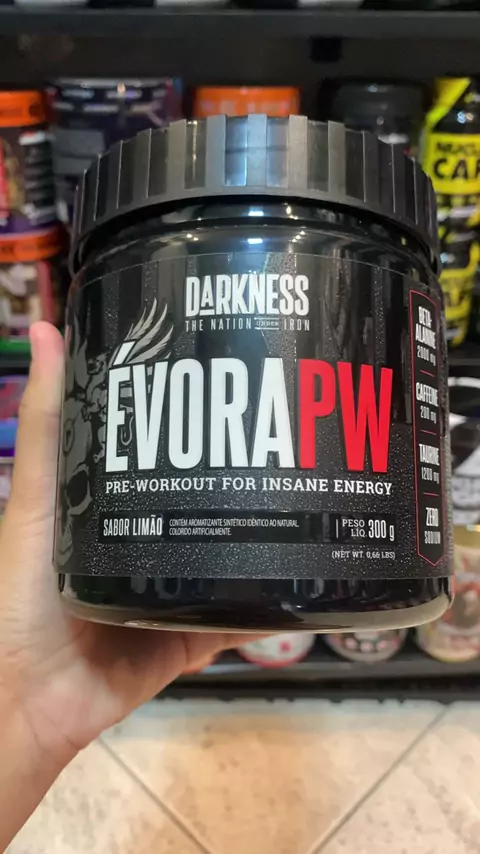 DARKNESS
THE NATION UNDER IRON
ÉVORAPW
PRE-WORKOUT FOR INSANE ENERGY
SABOR LIMÃO
CONTÉM AROMATIZANTE SINTÉTICO IDÊNTICO AO NATURAL.
COLORIDO ARTIFICIALMENTE.
PESO
LIQ. 300 g
(NET WT. 0,66 LBS)
BETA-
ALANINE
2000 mg
CAFFEINE
200 mg
TAURINE
1200 mg
ZERO
SODIUM